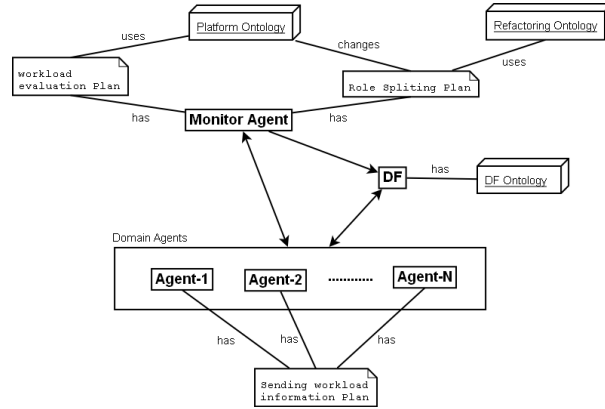 Platform Ontology
Refactoring Ontology
uses
changes
uses
workload
evaluation Plan
Role Spliting Plan
has
has
Monitor Agent
DF
has
DF Ontology
Domain Agents
Agent-1
Agent-2
............
Agent-N
has
has
has
Sending workload
information Plan